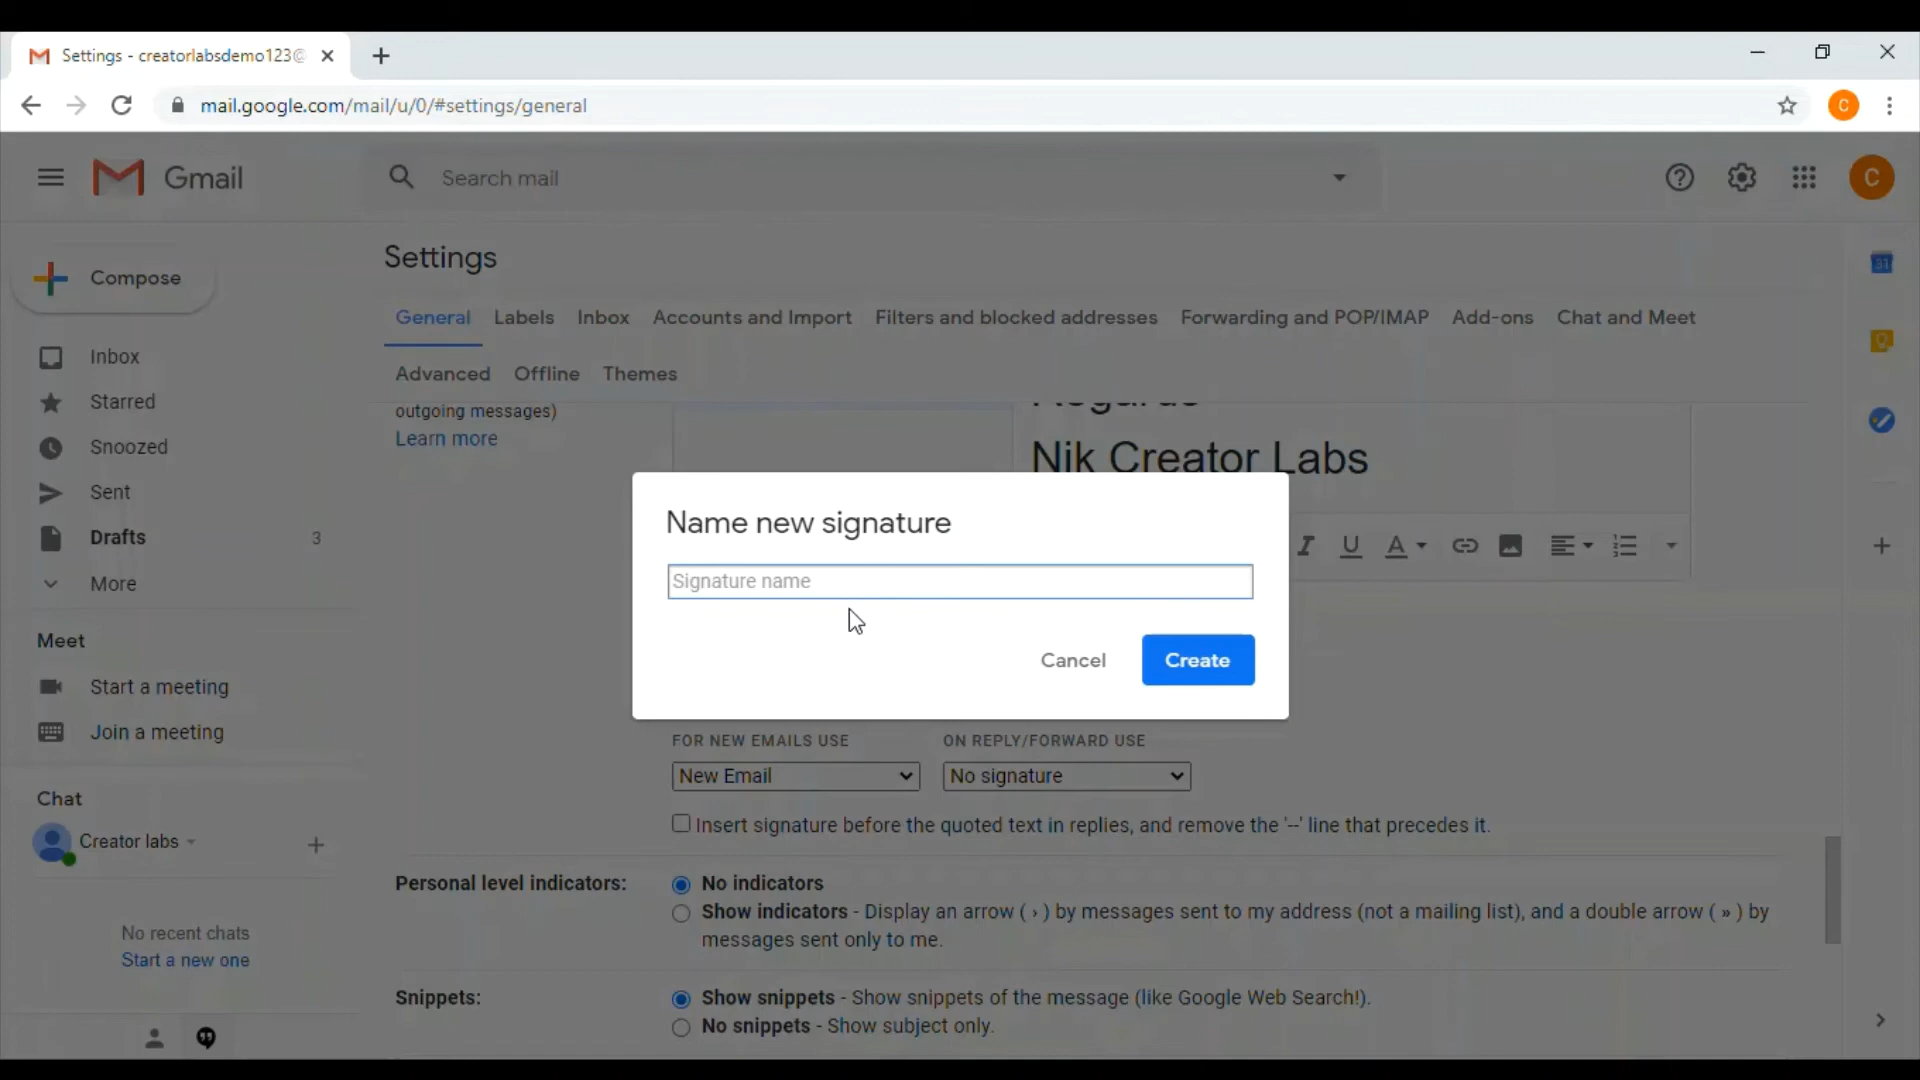 Settings - creatorlabsdemo123@
mail.google.com/mail/u/0/#settings/general
C
Gmail
Search mail
C
Compose
Inbox
Starred
Snoozed
Sent
Drafts 3
More
Meet
Start a meeting
Join a meeting
Chat
Creator labs
No recent chats
Start a new one
Settings
General Labels Inbox Accounts and Import Filters and blocked addresses Forwarding and POP/IMAP Add-ons Chat and Meet
Advanced Offline Themes
outgoing messages)
Learn more
Regards
Nik Creator Labs
Name new signature
Signature name
Cancel Create
FOR NEW EMAILS USE ON REPLY/FORWARD USE
New Email No signature
Insert signature before the quoted text in replies, and remove the '--' line that precedes it.
Personal level indicators: No indicators
Show indicators - Display an arrow ( › ) by messages sent to my address (not a mailing list), and a double arrow ( » ) by
messages sent only to me.
Snippets: Show snippets - Show snippets of the message (like Google Web Search!).
No snippets - Show subject only.
31